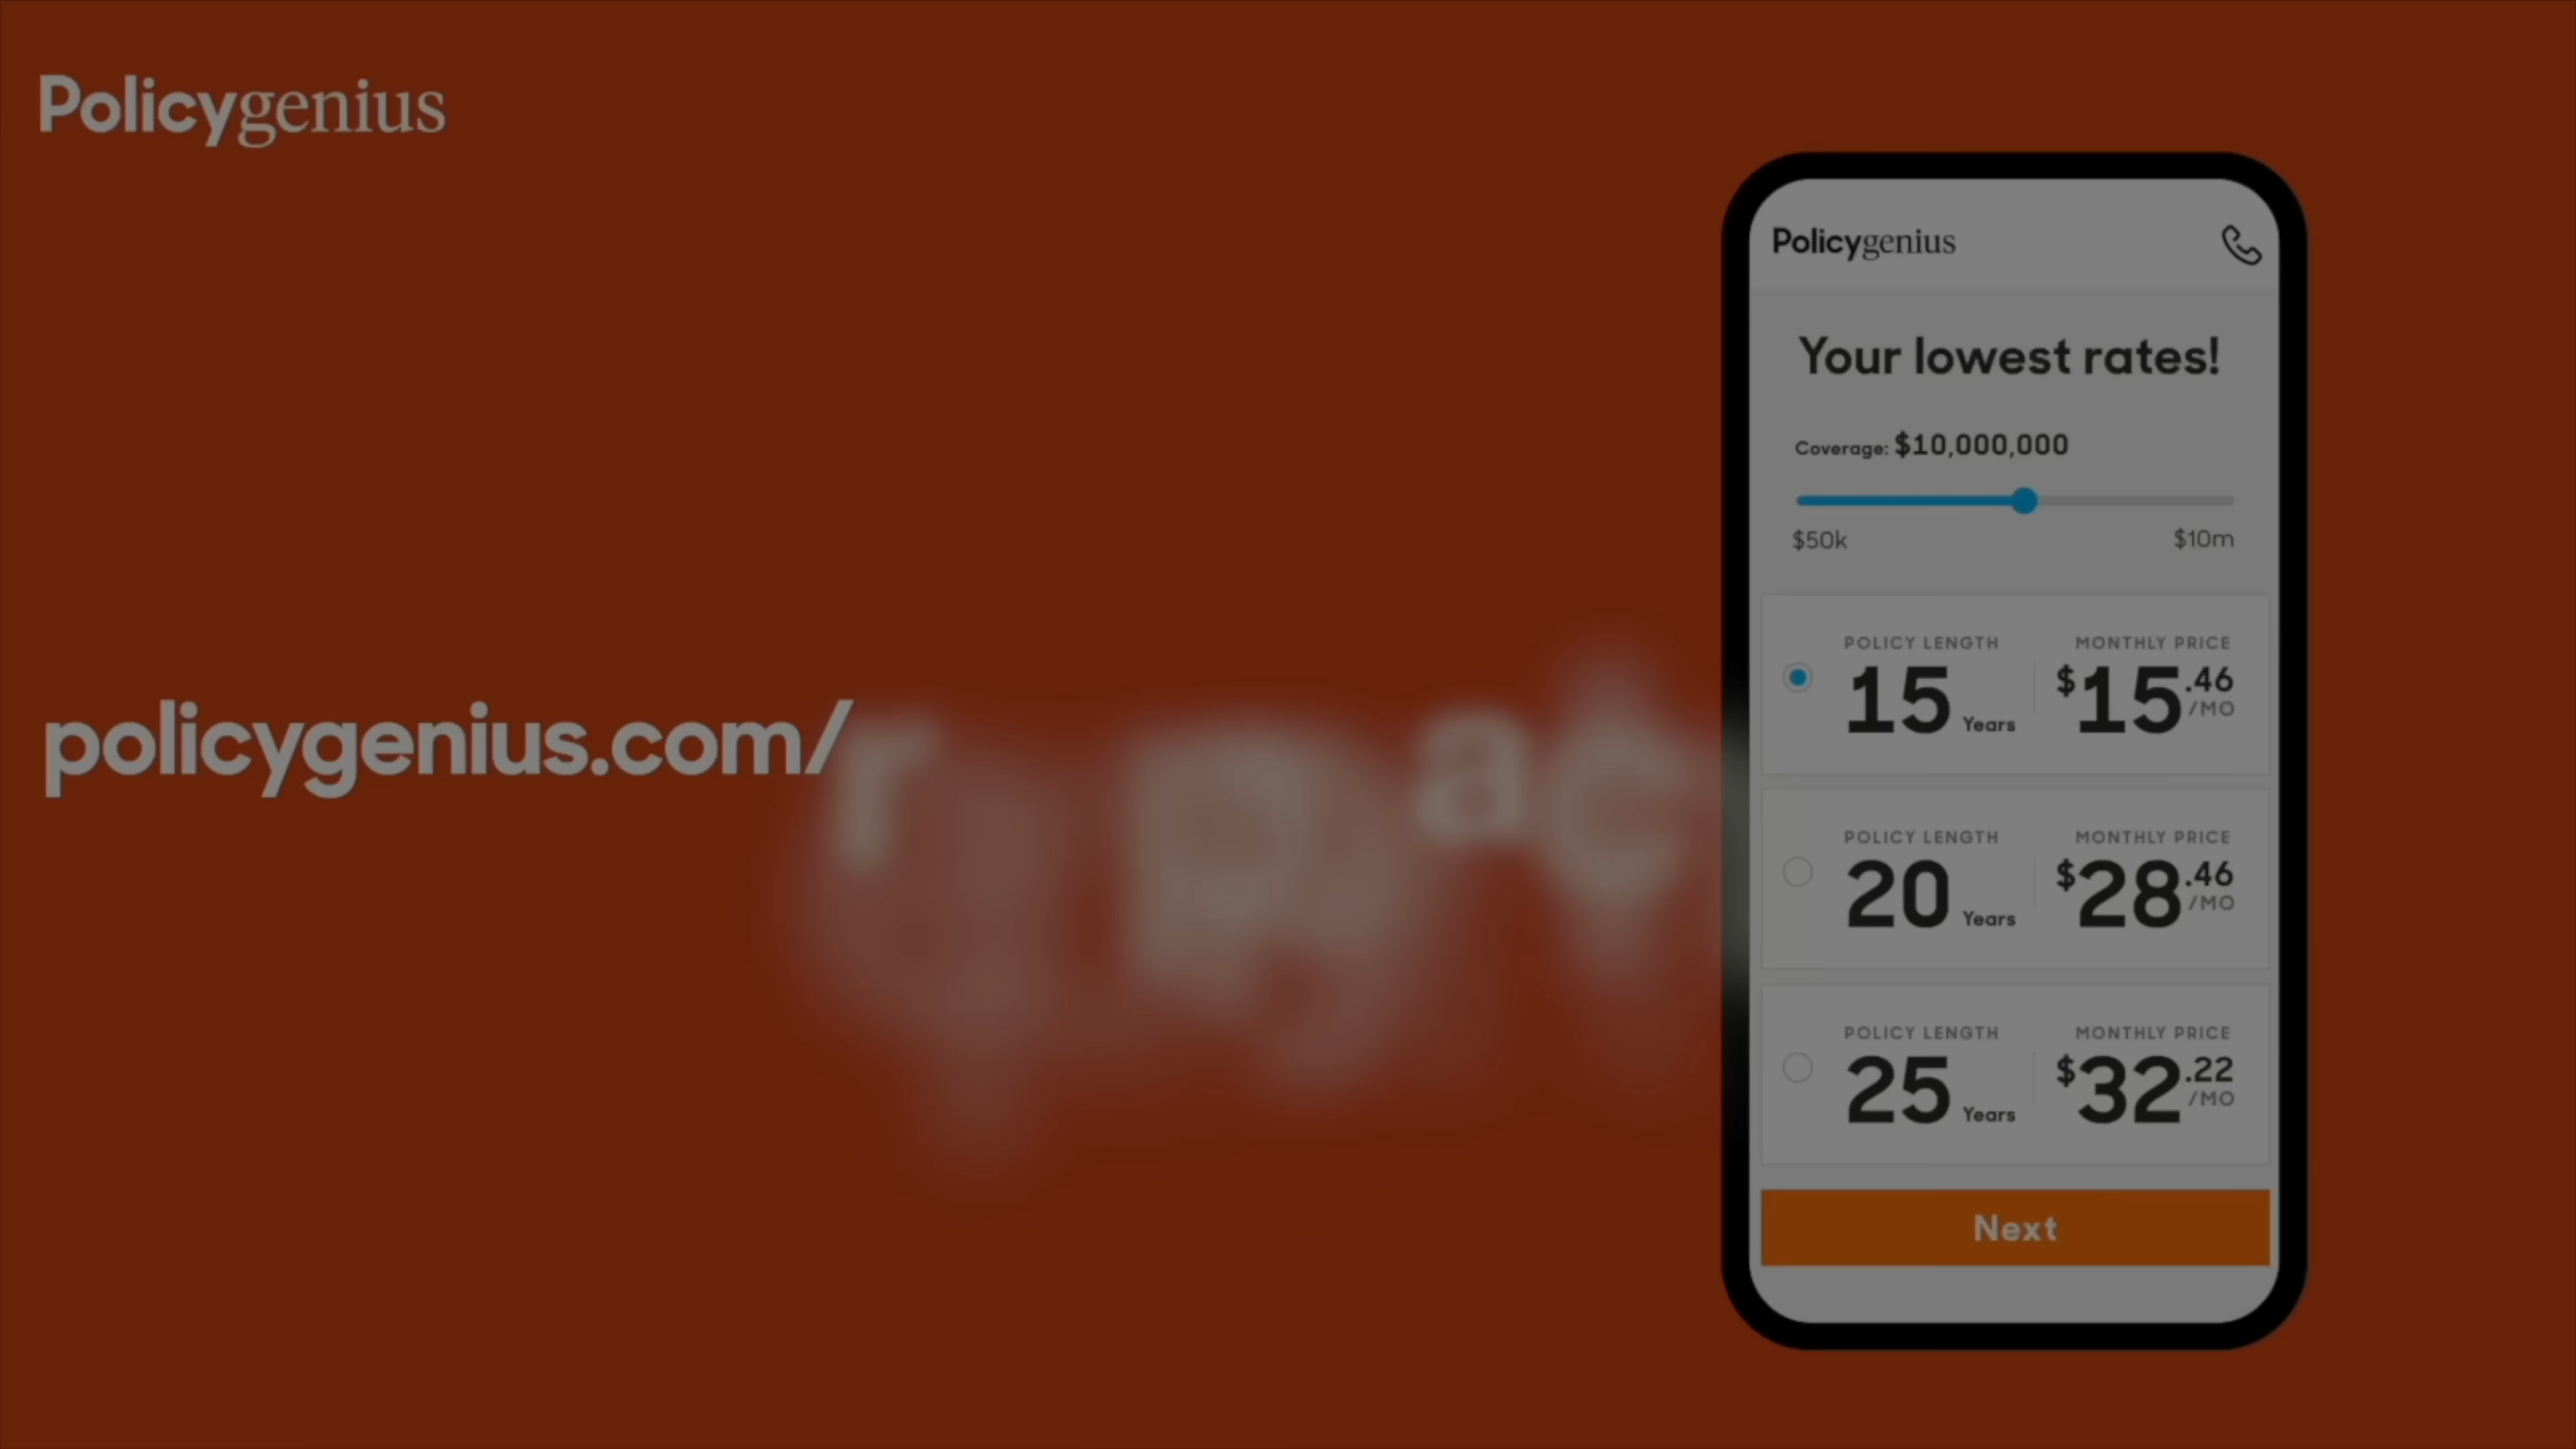 Policygenius
policygenius.com/
Policygenius
Your lowest rates!
Coverage: $10,000,000
$50k $10m
POLICY LENGTH MONTHLY PRICE
15 Years $15.46 /MO
POLICY LENGTH MONTHLY PRICE
20 Years $28.46 /MO
POLICY LENGTH MONTHLY PRICE
25 Years $32.22 /MO
Next